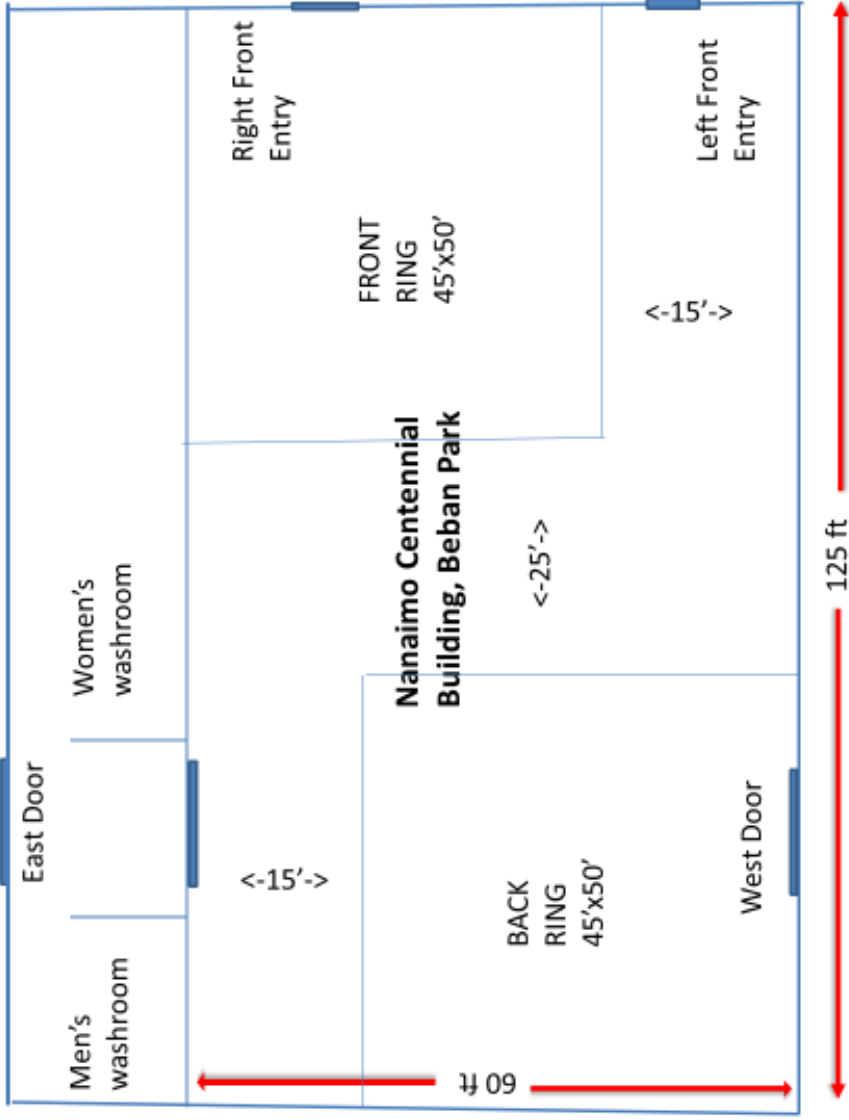 Men's
washroom
East Door
Women's
washroom
Right Front
Entry
FRONT
RING
45'x50'
Nanaimo Centennial
Building, Beban Park
<-15'->
<-25'->
<-15'->
BACK
RING
45'x50'
West Door
Left Front
Entry
60 ft
125 ft